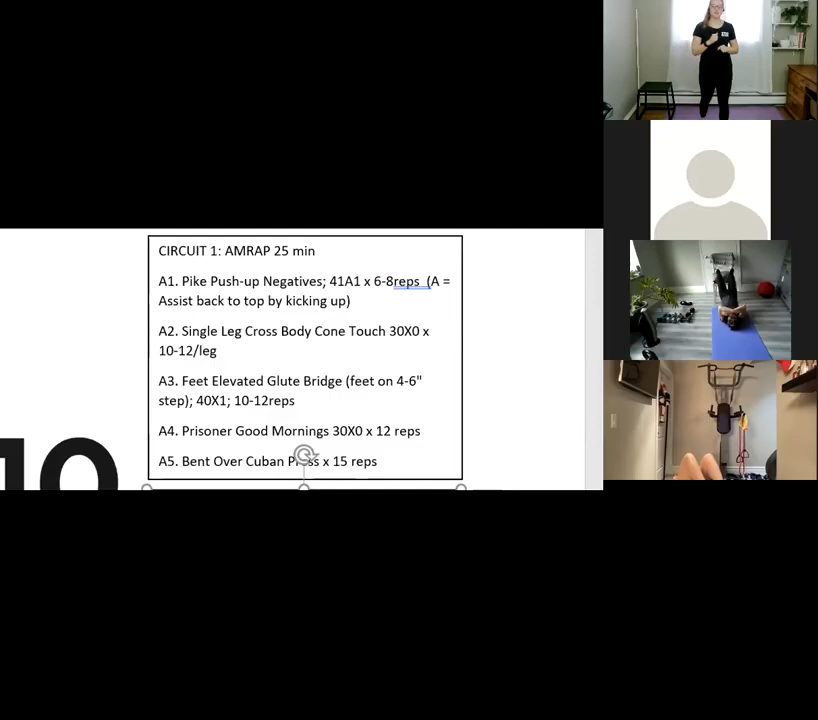 CIRCUIT 1: AMRAP 25 min
A1. Pike Push-up Negatives; 41A1 x 6-8reps (A =
Assist back to top by kicking up)
A2. Single Leg Cross Body Cone Touch 30X0 x
10-12/leg
A3. Feet Elevated Glute Bridge (feet on 4-6"
step); 40X1; 10-12reps
A4. Prisoner Good Mornings 30X0 x 12 reps
A5. Bent Over Cuban Press x 15 reps
10